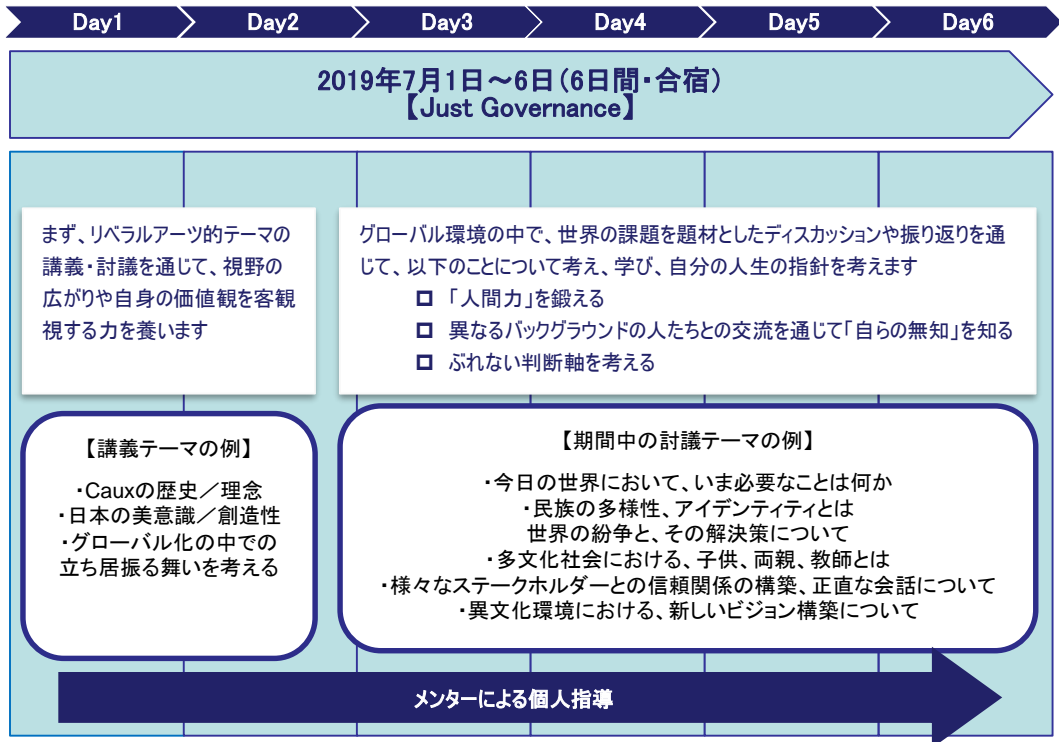 Day1
Day2
Day3
Day4
Day5
Day6
2019年7月1日～6日（6日間・合宿）
【Just Governance】
まず、リベラルアーツ的テーマの
講義・討議を通じて、視野の
広がりや自身の価値観を客観
視する力を養います
グローバル環境の中で、世界の課題を題材としたディスカッションや振り返りを通
じて、以下のことについて考え、学び、自分の人生の指針を考えます
「人間力」を鍛える
異なるバックグラウンドの人たちとの交流を通じて「自らの無知」を知る
ぶれない判断軸を考える
【講義テーマの例】
・Cauxの歴史／理念
・日本の美意識／創造性
・グローバル化の中での
立ち居振る舞いを考える
【期間中の討議テーマの例】
・今日の世界において、いま必要なことは何か
・民族の多様性、アイデンティティとは
世界の紛争と、その解決策について
・多文化社会における、子供、両親、教師とは
・様々なステークホルダーとの信頼関係の構築、正直な会話について
・異文化環境における、新しいビジョン構築について
メンターによる個人指導